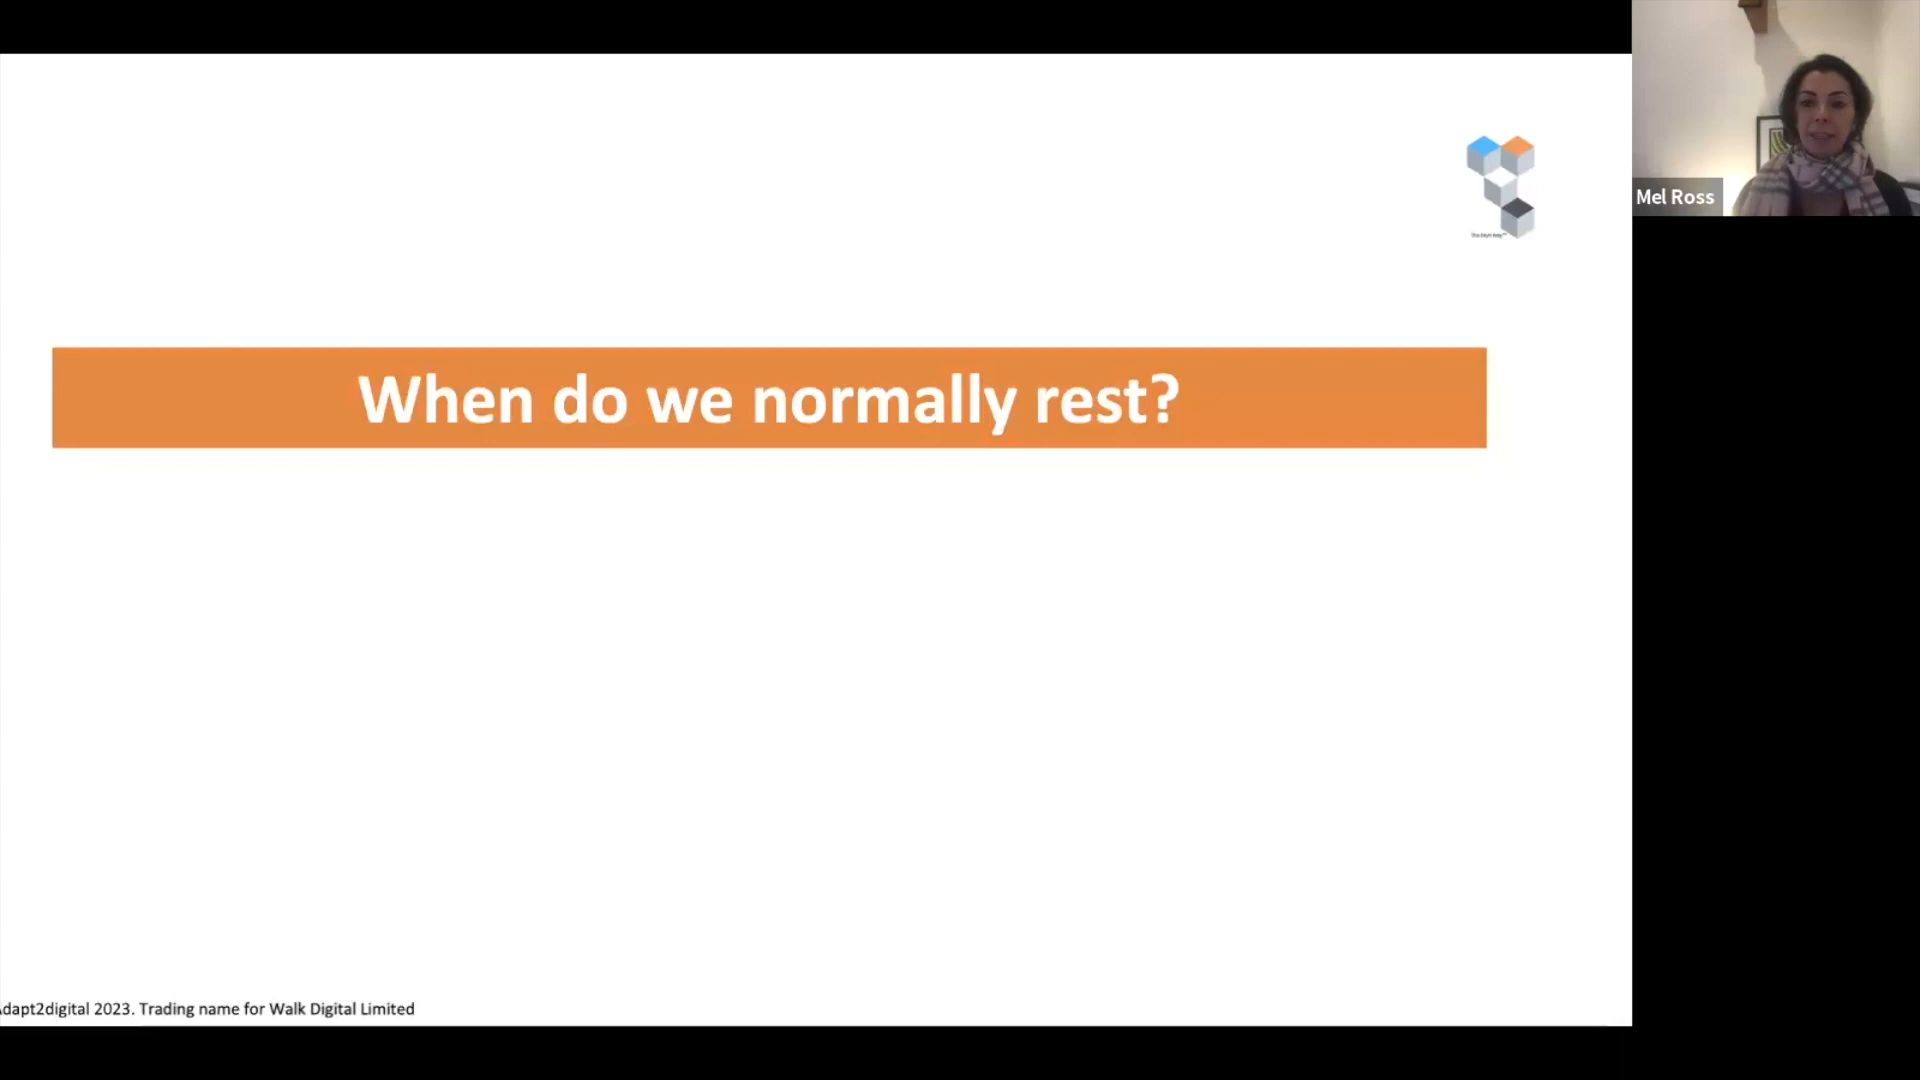 Mel Ross
When do we normally rest?
dapt2digital 2023. Trading name for Walk Digital Limited